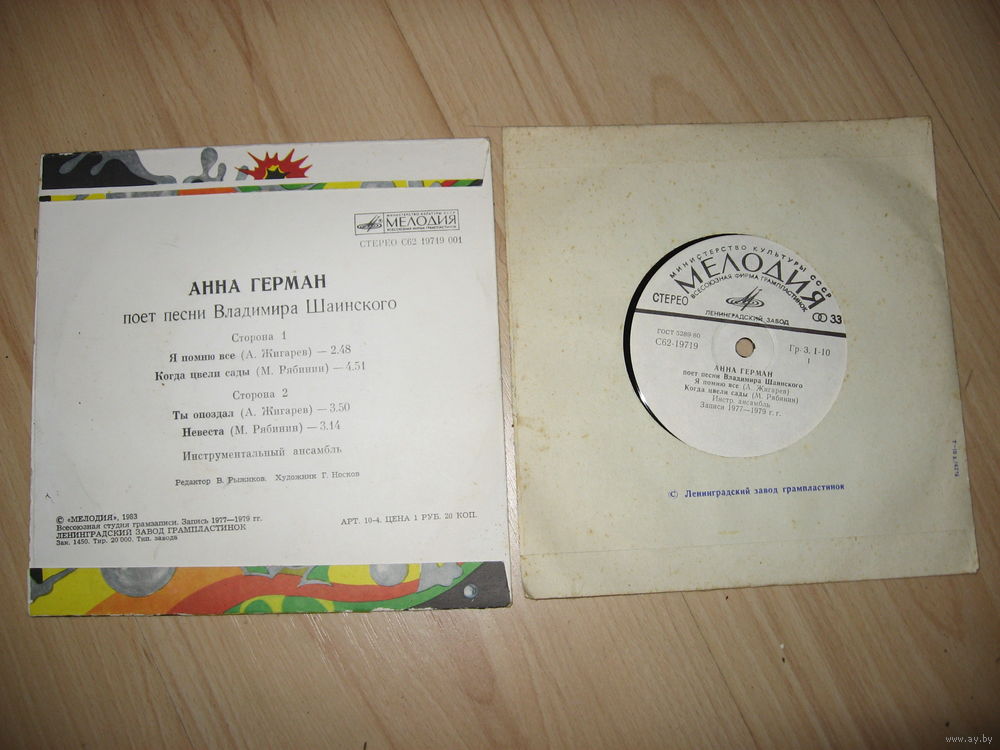 МИНИСТЕРСТВО КУЛЬТУРЫ СССР
МЕЛОДИЯ
ВСЕСОЮЗНАЯ ФИРМА ГРАМПЛАСТИНОК
СТЕРЕО С62 19719 001
АННА ГЕРМАН
поет песни Владимира Шаинского
Сторона 1
Я помню все (А. Жигарев) — 2.48
Когда цвели сады (М. Рябинин) — 4.51
Сторона 2
Ты опоздал (А. Жигарев) — 3.50
Невеста (М. Рябинин) — 3.14
Инструментальный ансамбль
Редактор В. Рыжиков. Художник Г. Носков
© «МЕЛОДИЯ», 1983
Всесоюзная студия грамзаписи. Запись 1977—1979 гг.
ЛЕНИНГРАДСКИЙ ЗАВОД ГРАМПЛАСТИНОК
Зак. 1450. Тир. 20 000. Тип. завода
АРТ. 10-4. ЦЕНА 1 РУБ. 20 КОП.
МИНИСТЕРСТВО КУЛЬТУРЫ СССР
МЕЛОДИЯ
ВСЕСОЮЗНАЯ ФИРМА ГРАМПЛАСТИНОК
СТЕРЕО
33
ЛЕНИНГРАДСКИЙ ЗАВОД
ГОСТ 5289-80
С62-19719
Гр. 3. 1-10
1
АННА ГЕРМАН
поет песни Владимира Шаинского
Я помню все (А. Жигарев)
Когда цвели сады (М. Рябинин)
Инстр. ансамбль
Записи 1977—1979 г. г.
(С) Ленинградский завод грампластинок
www.ay.by